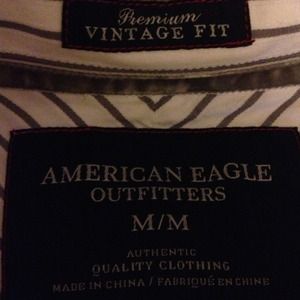 Premium
VINTAGE FIT
AMERICAN EAGLE
OUTFITTERS
M/M
AUTHENTIC
QUALITY CLOTHING
MADE IN CHINA / FABRIQUÉ EN CHINE